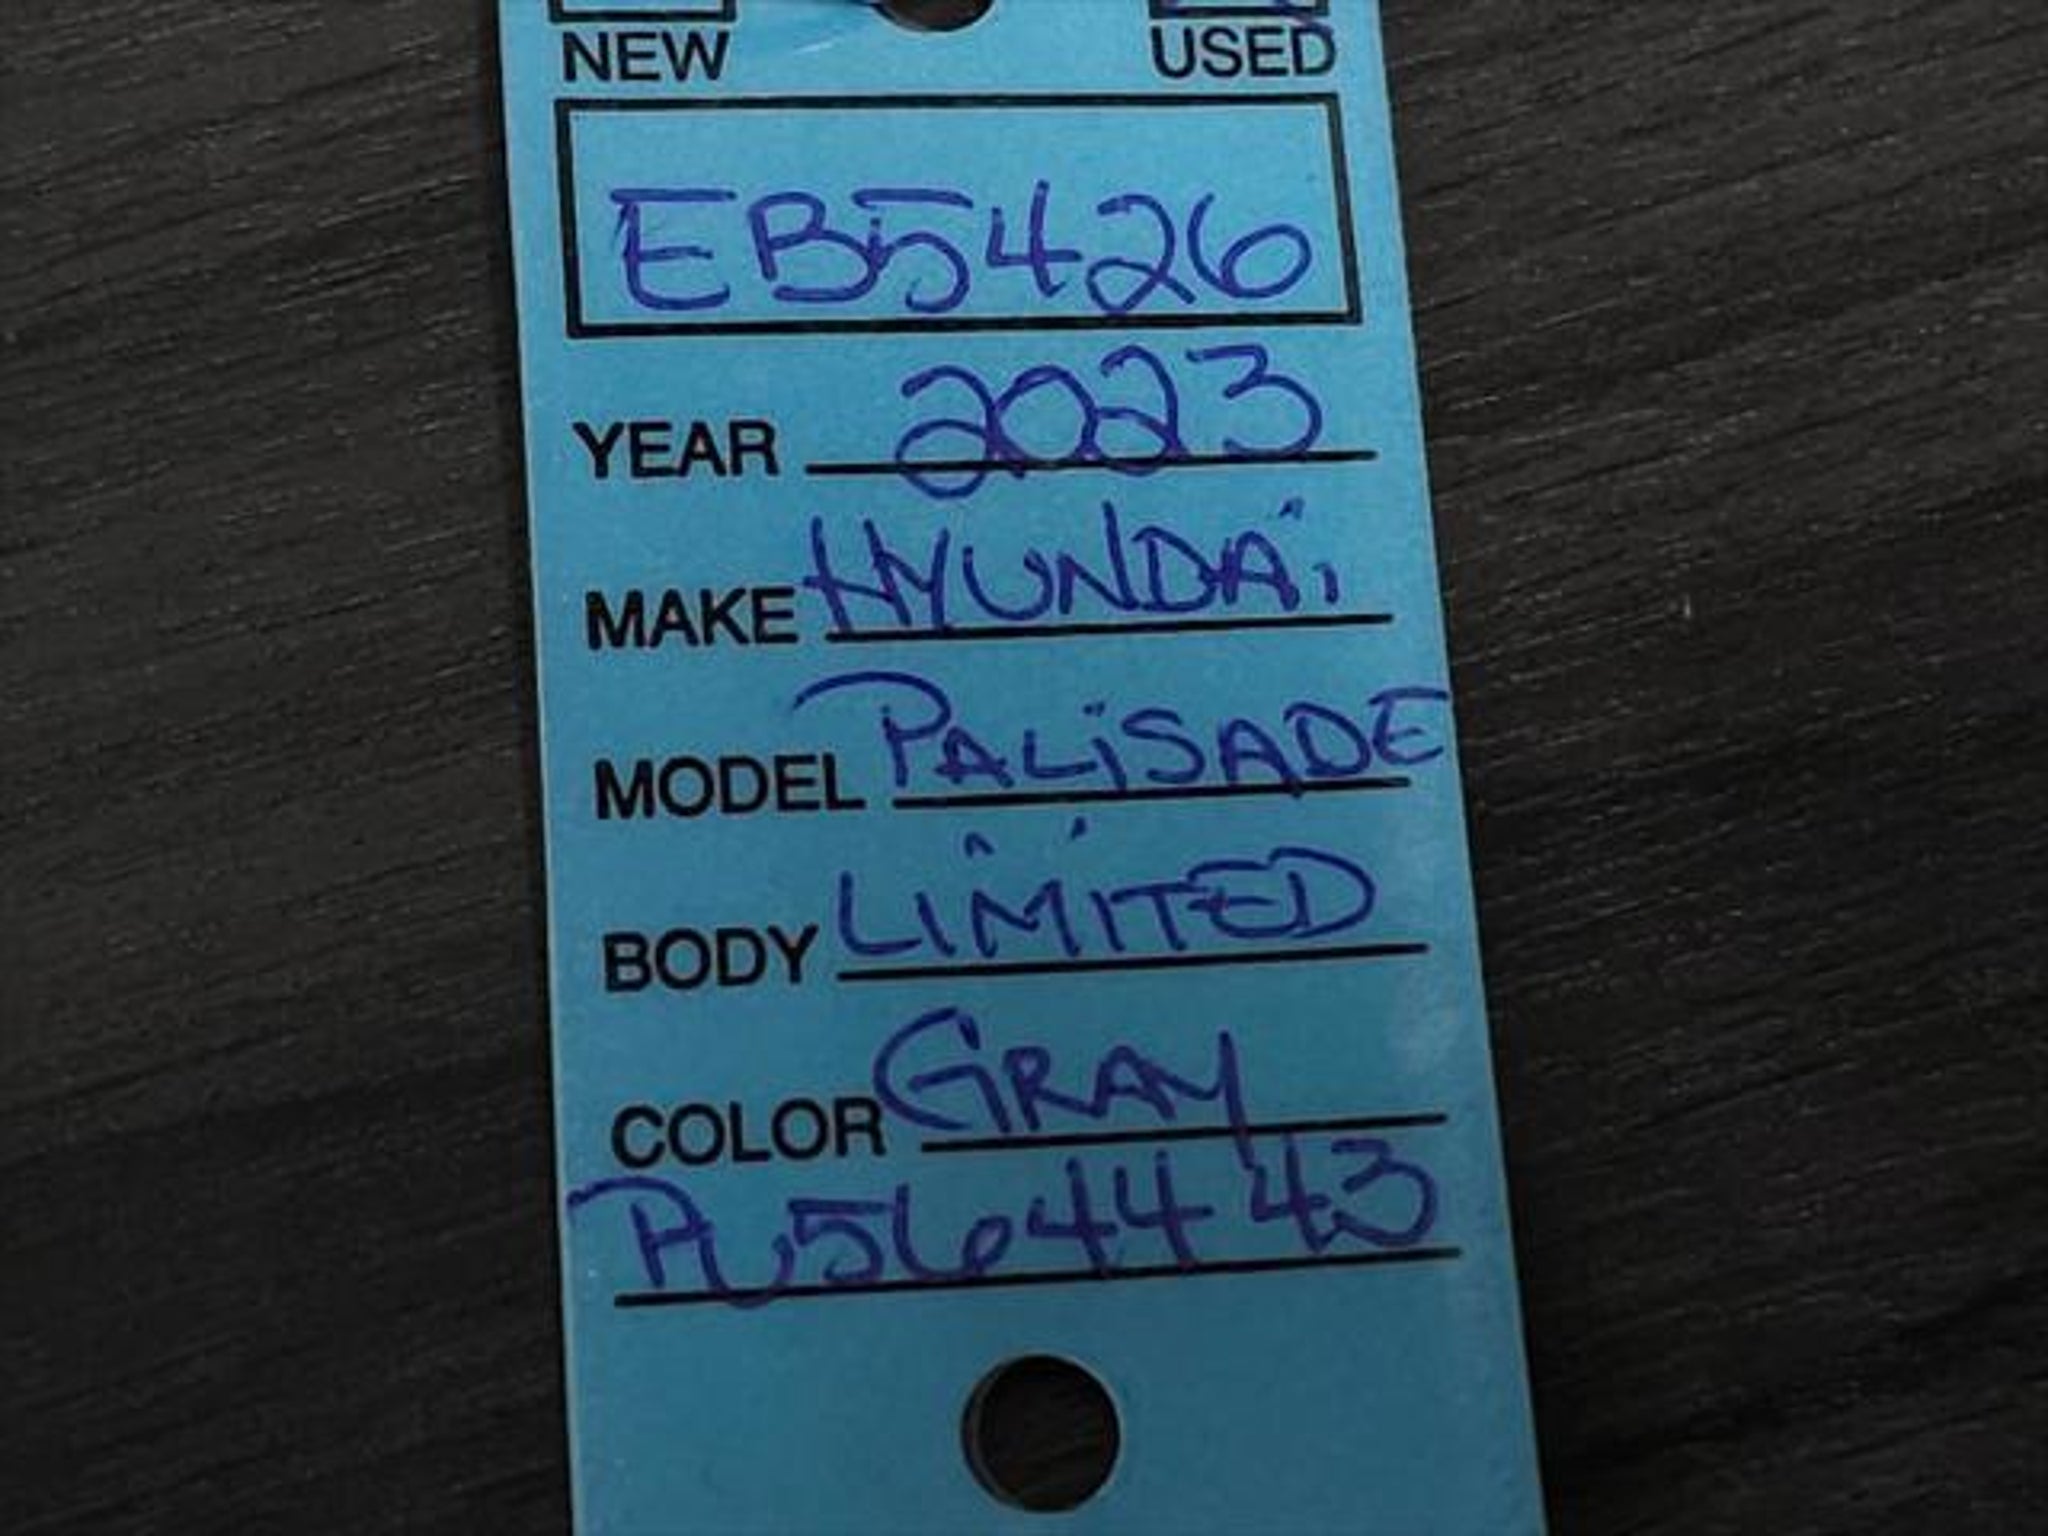 NEW USED
EB5426
YEAR 2023
MAKE HYUNDAi
MODEL PALiSADE
BODY LiMiTED
COLOR GRAY
PU564443